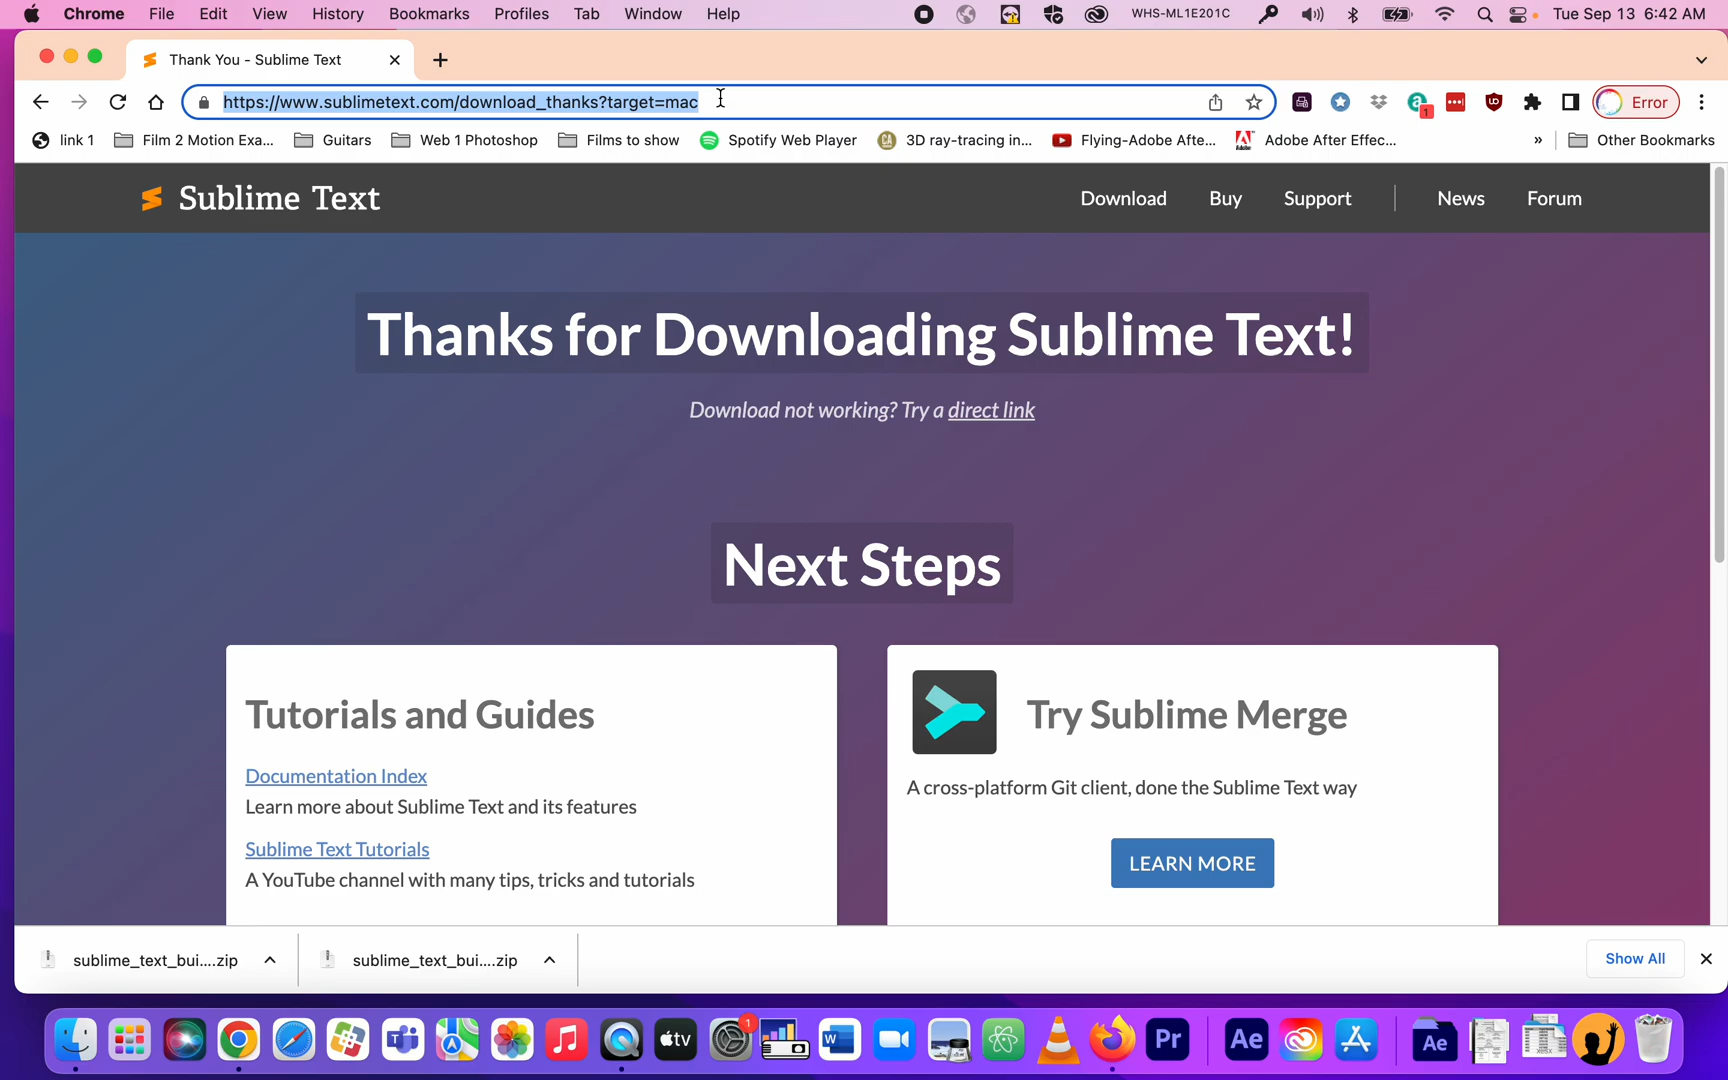 Chrome File Edit View History Bookmarks Profiles Tab Window Help WHS-ML1E201C Tue Sep 13 6:42 AM
Thank You - Sublime Text
https://www.sublimetext.com/download_thanks?target=mac 1 Error
link 1 Film 2 Motion Exa... Guitars Web 1 Photoshop Films to show Spotify Web Player 3D ray-tracing in... Flying-Adobe Afte... Adobe After Effec... » Other Bookmarks
Sublime Text Download Buy Support News Forum
Thanks for Downloading Sublime Text!
Download not working? Try a direct link
Next Steps
Tutorials and Guides
Documentation Index
Learn more about Sublime Text and its features
Sublime Text Tutorials
A YouTube channel with many tips, tricks and tutorials
Try Sublime Merge
A cross-platform Git client, done the Sublime Text way
LEARN MORE
sublime_text_bui....zip sublime_text_bui....zip Show All
tv 1 W Pr Ae Ae